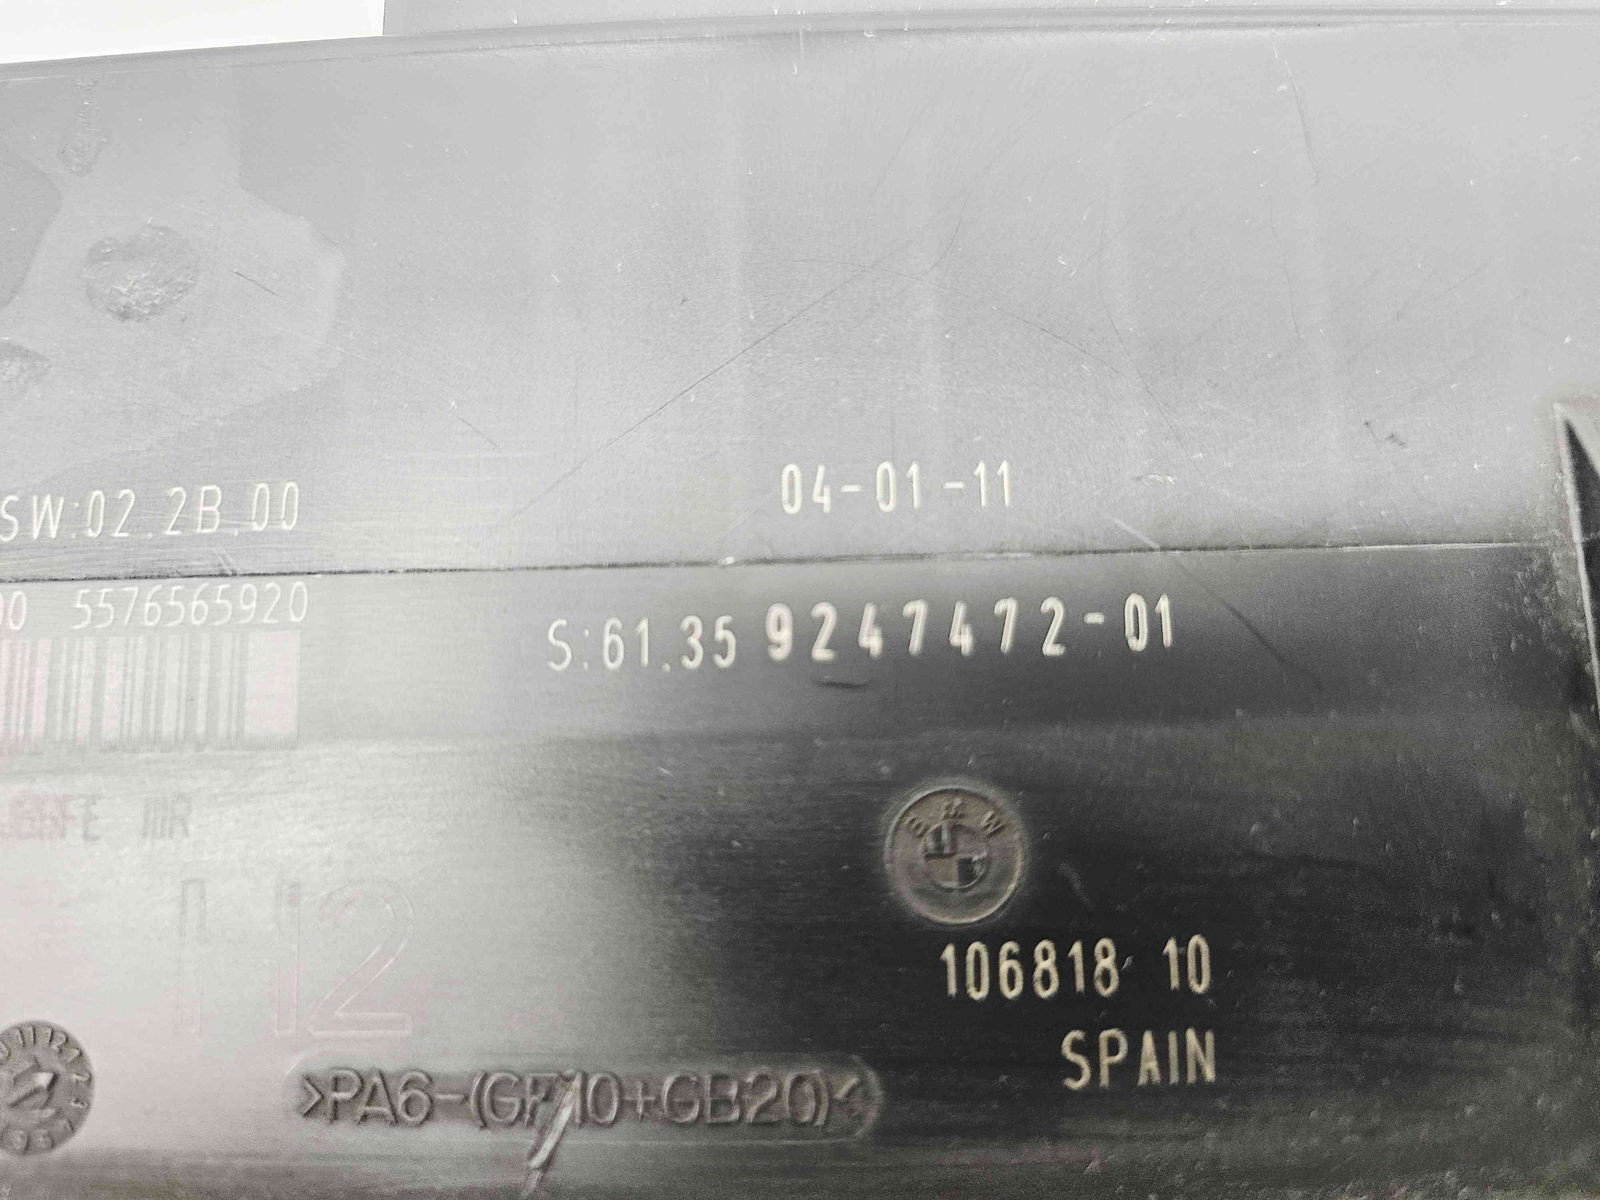 SW:02.2B.00
04-01-11
00 5576565920
S:61.35 9247472-01
BMW
106818 10
SPAIN
>PA6-(GF10+GB20)<